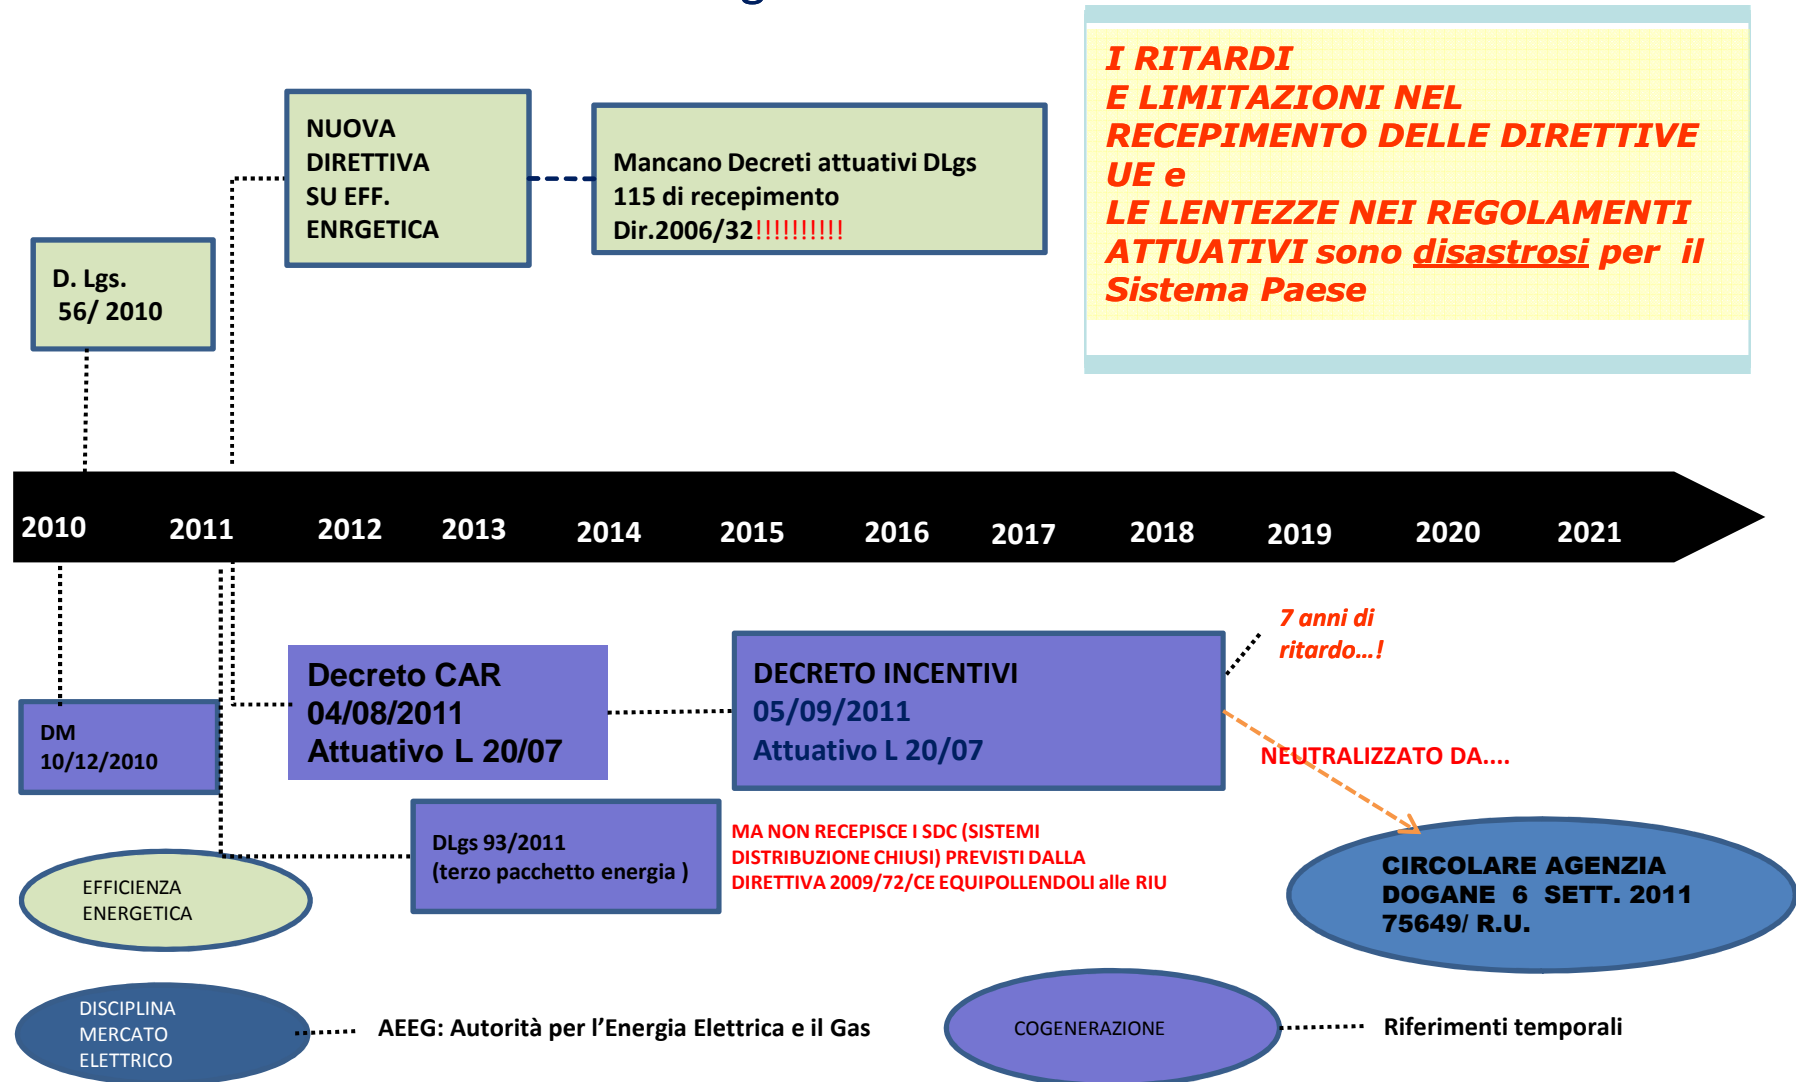 I RITARDI
E LIMITAZIONI NEL
RECEPIMENTO DELLE DIRETTIVE
UE e
LE LENTEZZE NEI REGOLAMENTI
ATTUATIVI sono disastrosi per il
Sistema Paese
NUOVA
DIRETTIVA
SU EFF.
ENRGETICA
Mancano Decreti attuativi DLgs
115 di recepimento
Dir.2006/32!!!!!!!!!!
D. Lgs.
56/ 2010
2010 2011 2012 2013 2014 2015 2016 2017 2018 2019 2020 2021
7 anni di
ritardo...!
Decreto CAR
04/08/2011
Attuativo L 20/07
DECRETO INCENTIVI
05/09/2011
Attuativo L 20/07
DM
10/12/2010
NEUTRALIZZATO DA....
DLgs 93/2011
(terzo pacchetto energia )
MA NON RECEPISCE I SDC (SISTEMI
DISTRIBUZIONE CHIUSI) PREVISTI DALLA
DIRETTIVA 2009/72/CE EQUIPOLLENDOLI alle RIU
CIRCOLARE AGENZIA
DOGANE 6 SETT. 2011
75649/ R.U.
EFFICIENZA
ENERGETICA
DISCIPLINA
MERCATO
ELETTRICO
AEEG: Autorità per l'Energia Elettrica e il Gas
COGENERAZIONE
Riferimenti temporali